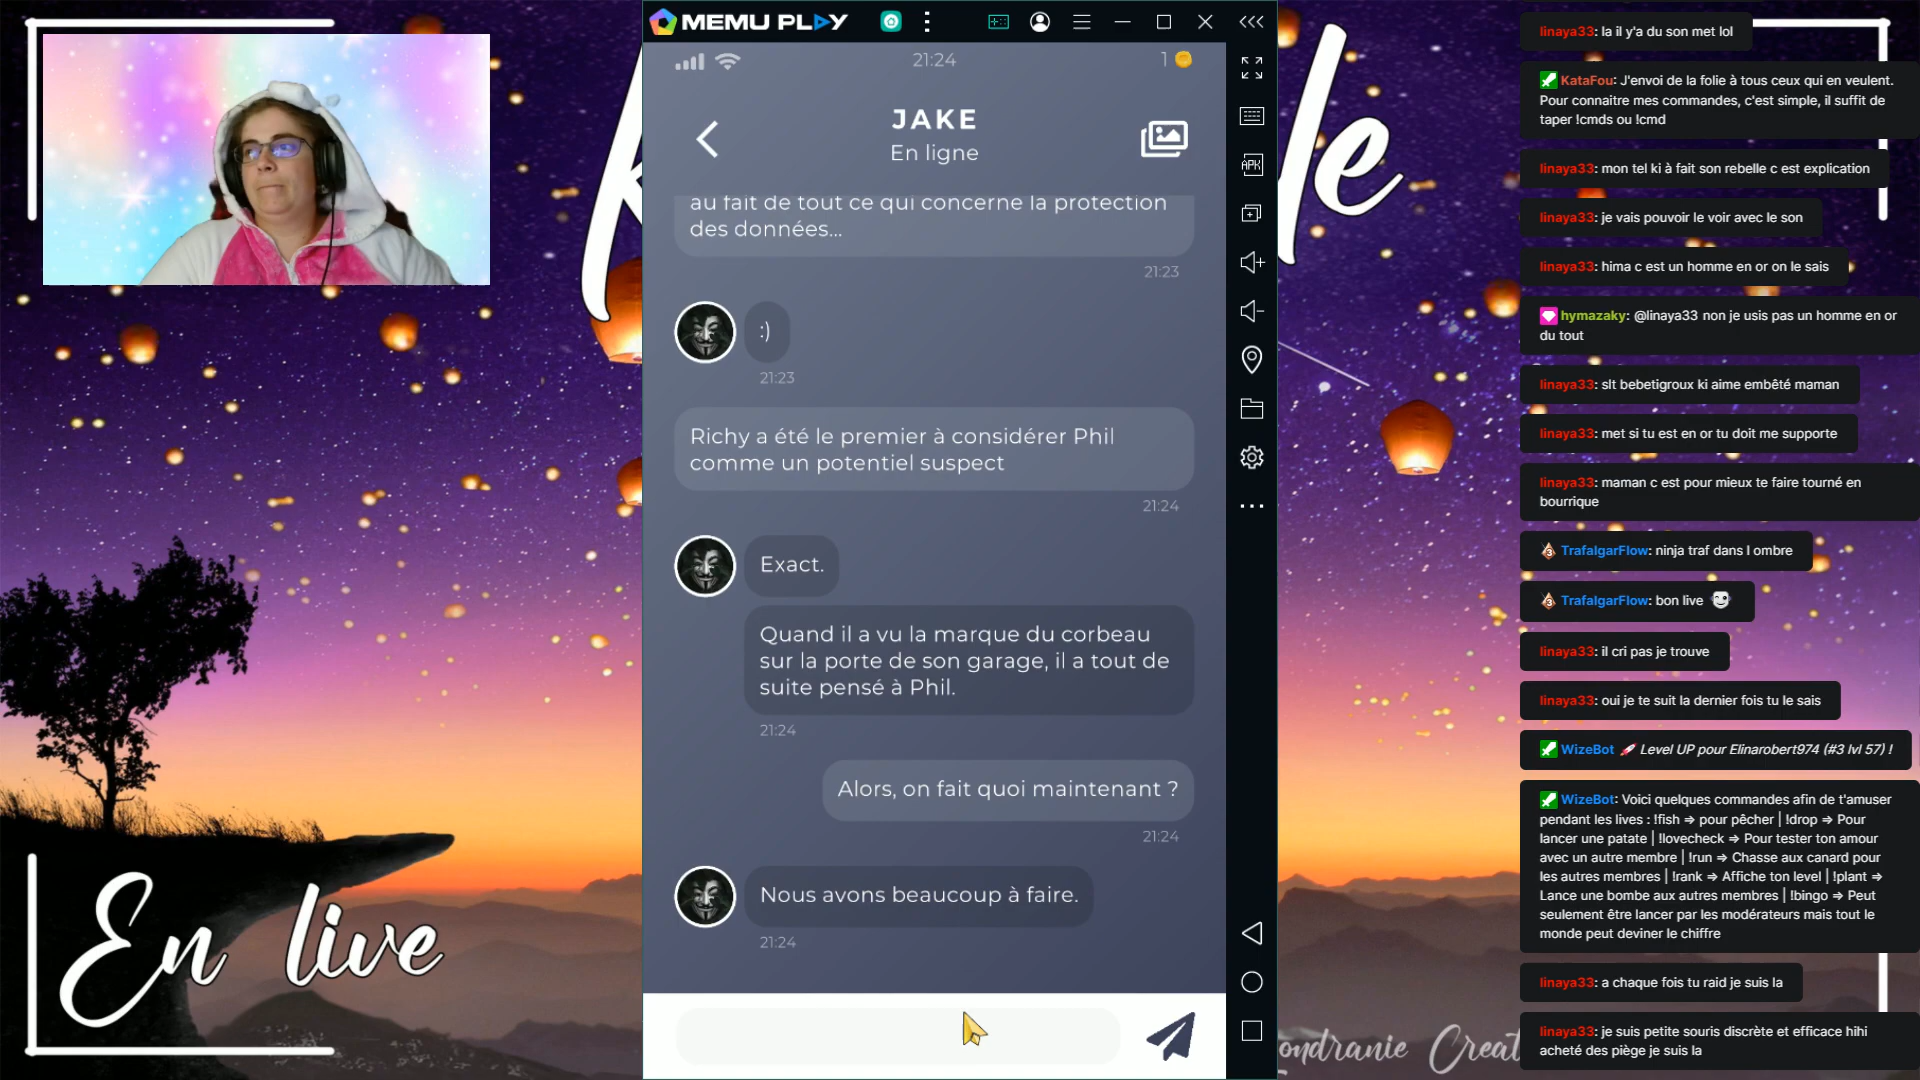 MEMU PLAY
21:24
1
JAKE
En ligne
au fait de tout ce qui concerne la protection
des données...
21:23
:)
21:23
Richy a été le premier à considérer Phil
comme un potentiel suspect
21:24
Exact.
Quand il a vu la marque du corbeau
sur la porte de son garage, il a tout de
suite pensé à Phil.
21:24
Alors, on fait quoi maintenant ?
21:24
Nous avons beaucoup à faire.
21:24
APK
En live
ondranie Creat
linaya33: la il y'a du son met lol
KataFou: J'envoi de la folie à tous ceux qui en veulent.
Pour connaitre mes commandes, c'est simple, il suffit de
taper !cmds ou !cmd
linaya33: mon tel ki à fait son rebelle c est explication
linaya33: je vais pouvoir le voir avec le son
linaya33: hima c est un homme en or on le sais
hymazaky: @linaya33 non je usis pas un homme en or
du tout
linaya33: slt bebetigroux ki aime embêté maman
linaya33: met si tu est en or tu doit me supporte
linaya33: maman c est pour mieux te faire tourné en
bourrique
TrafalgarFlow: ninja traf dans l ombre
TrafalgarFlow: bon live
linaya33: il cri pas je trouve
linaya33: oui je te suit la dernier fois tu le sais
WizeBot Level UP pour Elinarobert974 (#3 lvl 57) !
WizeBot: Voici quelques commandes afin de t'amuser
pendant les lives : !fish => pour pêcher | !drop => Pour
lancer une patate | !lovecheck => Pour tester ton amour
avec un autre membre | !run => Chasse aux canard pour
les autres membres | !rank => Affiche ton level | !plant =>
Lance une bombe aux autres membres | !bingo => Peut
seulement être lancer par les modérateurs mais tout le
monde peut deviner le chiffre
linaya33: a chaque fois tu raid je suis la
linaya33: je suis petite souris discrète et efficace hihi
acheté des piège je suis la